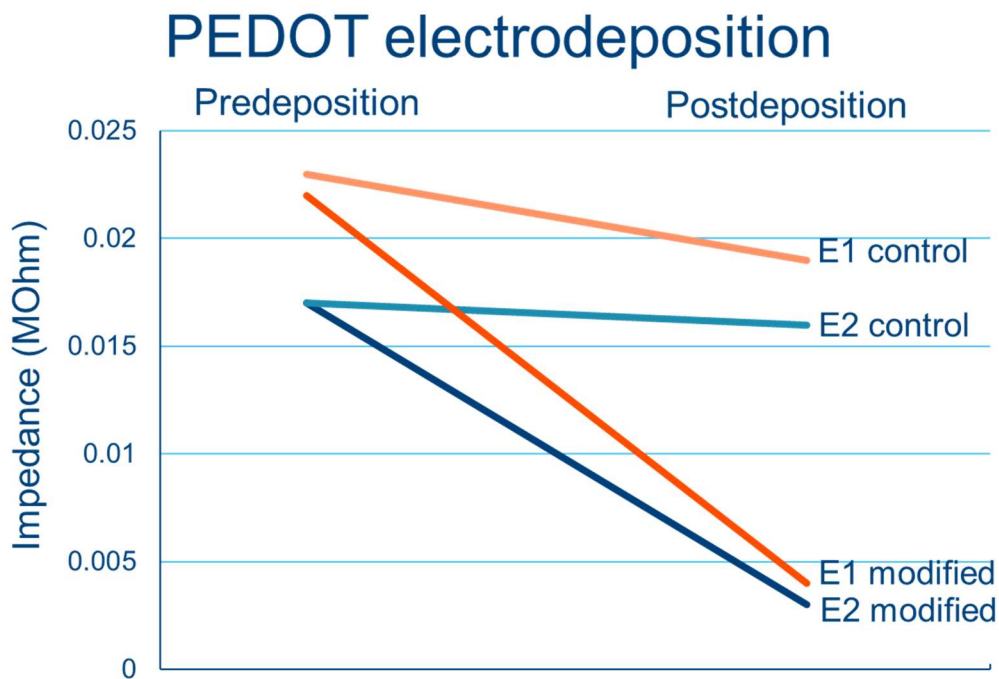 PEDOT electrodeposition
Predeposition
Postdeposition
Impedance (MOhm)
0.025
0.02
0.015
0.01
0.005
0
E1 control
E2 control
E1 modified
E2 modified